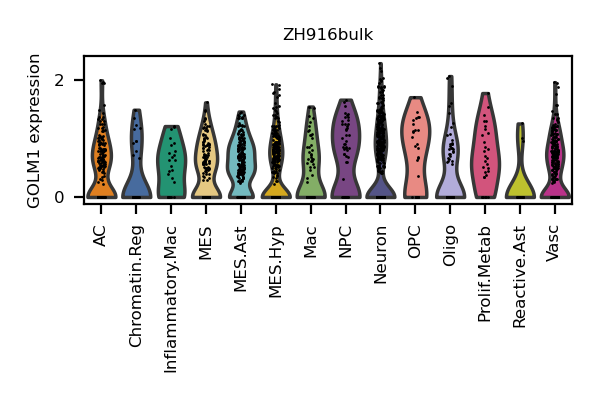 ZH916bulk
GOLM1 expression
2
0
AC
Chromatin.Reg
Inflammatory.Mac
MES
MES.Ast
MES.Hyp
Mac
NPC
Neuron
OPC
Oligo
Prolif.Metab
Reactive.Ast
Vasc